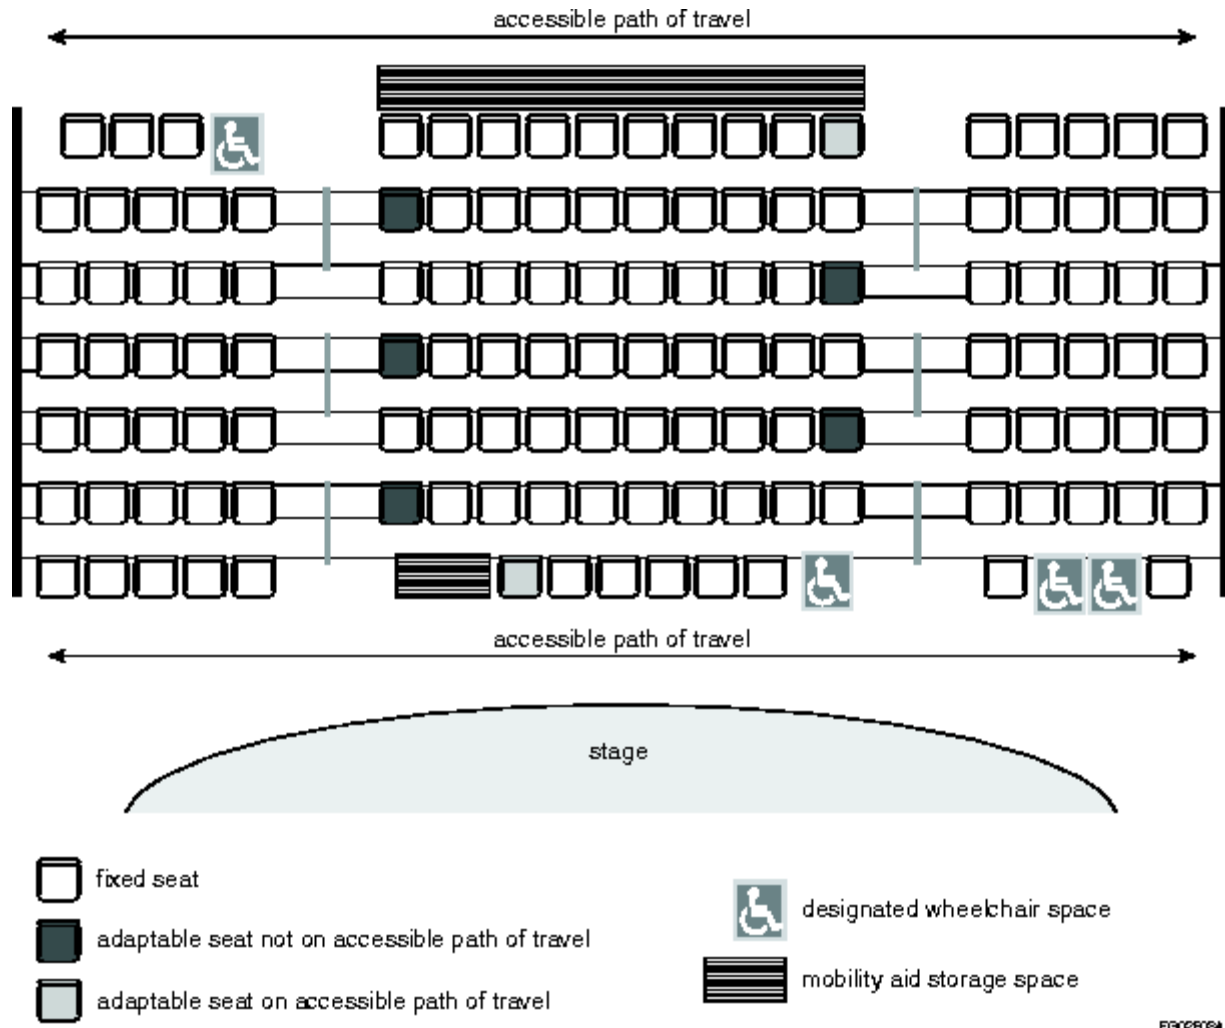 accessible path of travel
accessible path of travel
stage
fixed seat
adaptable seat not on accessible path of travel
adaptable seat on accessible path of travel
designated wheelchair space
mobility aid storage space